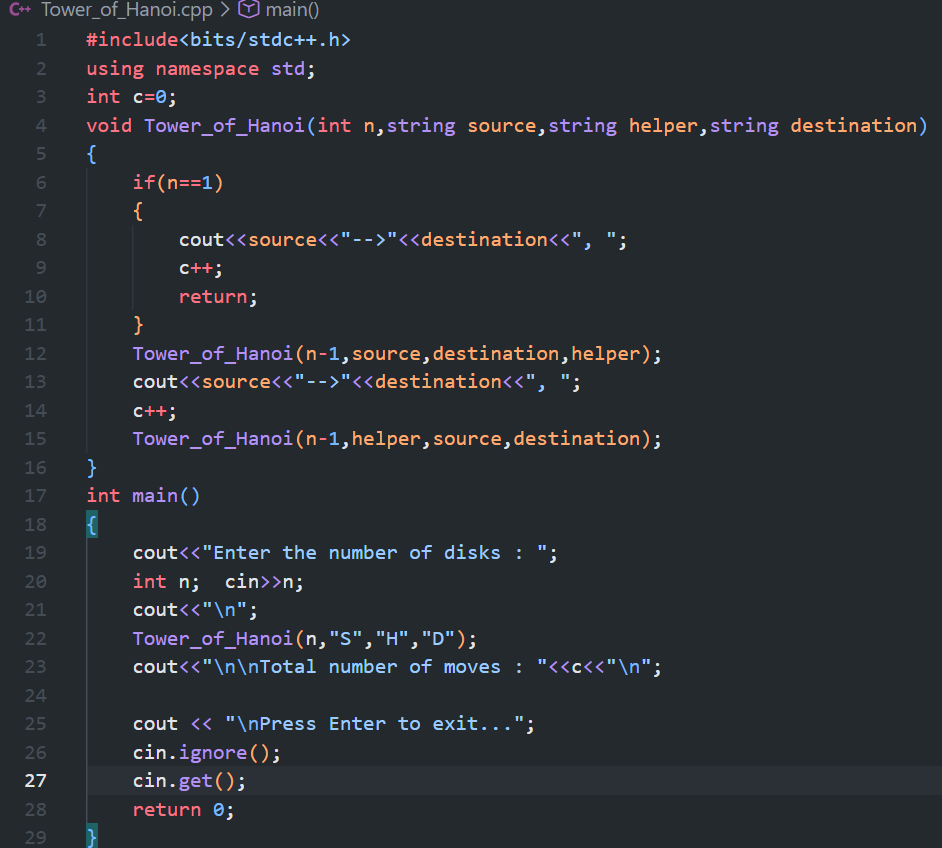 C++ Tower_of_Hanoi.cpp > main()
1 #include<bits/stdc++.h>
2 using namespace std;
3 int c=0;
4 void Tower_of_Hanoi(int n,string source,string helper,string destination)
5 {
6     if(n==1)
7     {
8         cout<<source<<"-->"<<destination<<", ";
9         c++;
10         return;
11     }
12     Tower_of_Hanoi(n-1,source,destination,helper);
13     cout<<source<<"-->"<<destination<<", ";
14     c++;
15     Tower_of_Hanoi(n-1,helper,source,destination);
16 }
17 int main()
18 {
19     cout<<"Enter the number of disks : ";
20     int n;  cin>>n;
21     cout<<"\n";
22     Tower_of_Hanoi(n,"S","H","D");
23     cout<<"\n\nTotal number of moves : "<<c<<"\n";
24
25     cout << "\nPress Enter to exit...";
26     cin.ignore();
27     cin.get();
28     return 0;
29 }